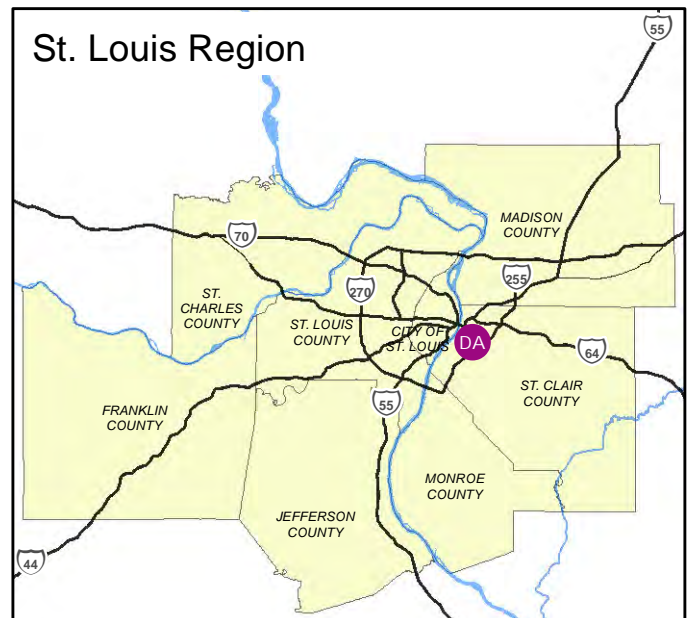 St. Louis Region
55
MADISON
COUNTY
70
255
270
ST.
CHARLES
COUNTY
ST. LOUIS
COUNTY
CITY OF
ST. LOUIS
DA
64
ST. CLAIR
COUNTY
FRANKLIN
COUNTY
55
MONROE
COUNTY
JEFFERSON
COUNTY
44